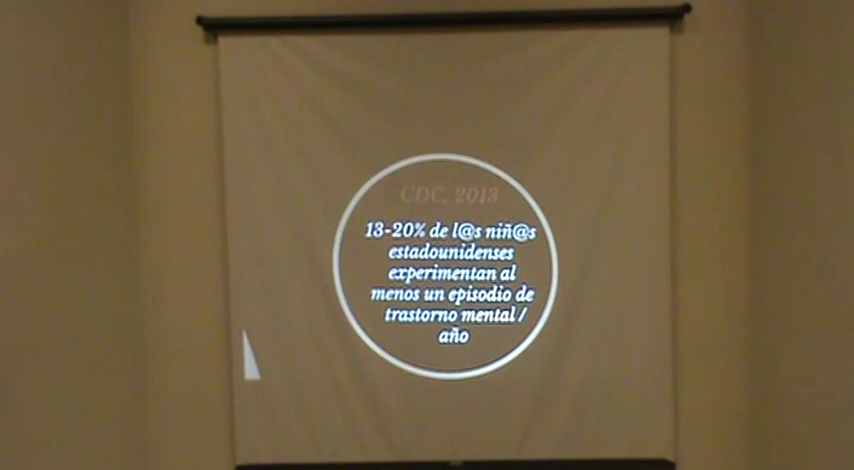 CDC, 2013
13-20% de l@s niñ@s
estadounidenses
experimentan al
menos un episodio de
trastorno mental /
año